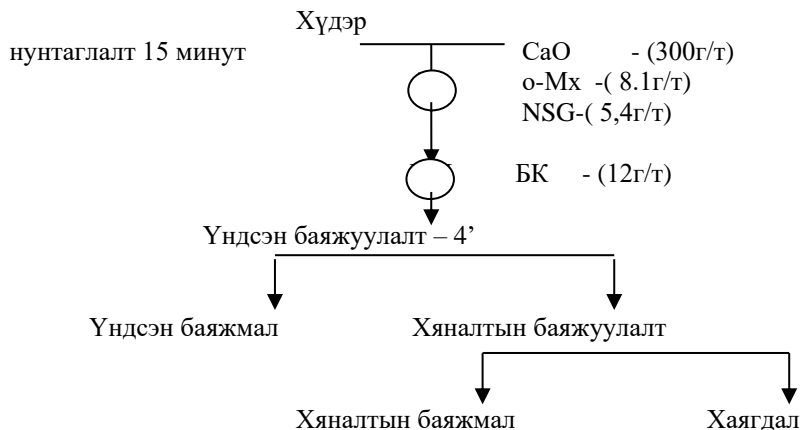 Хүдэр
нунтаглалт 15 минут
CaO - (300г/т)
о-Мх -( 8.1г/т)
NSG-( 5,4г/т)
БК - (12г/т)
Үндсэн баяжуулалт – 4’
Үндсэн баяжмал Хяналтын баяжуулалт
Хяналтын баяжмал Хаягдал